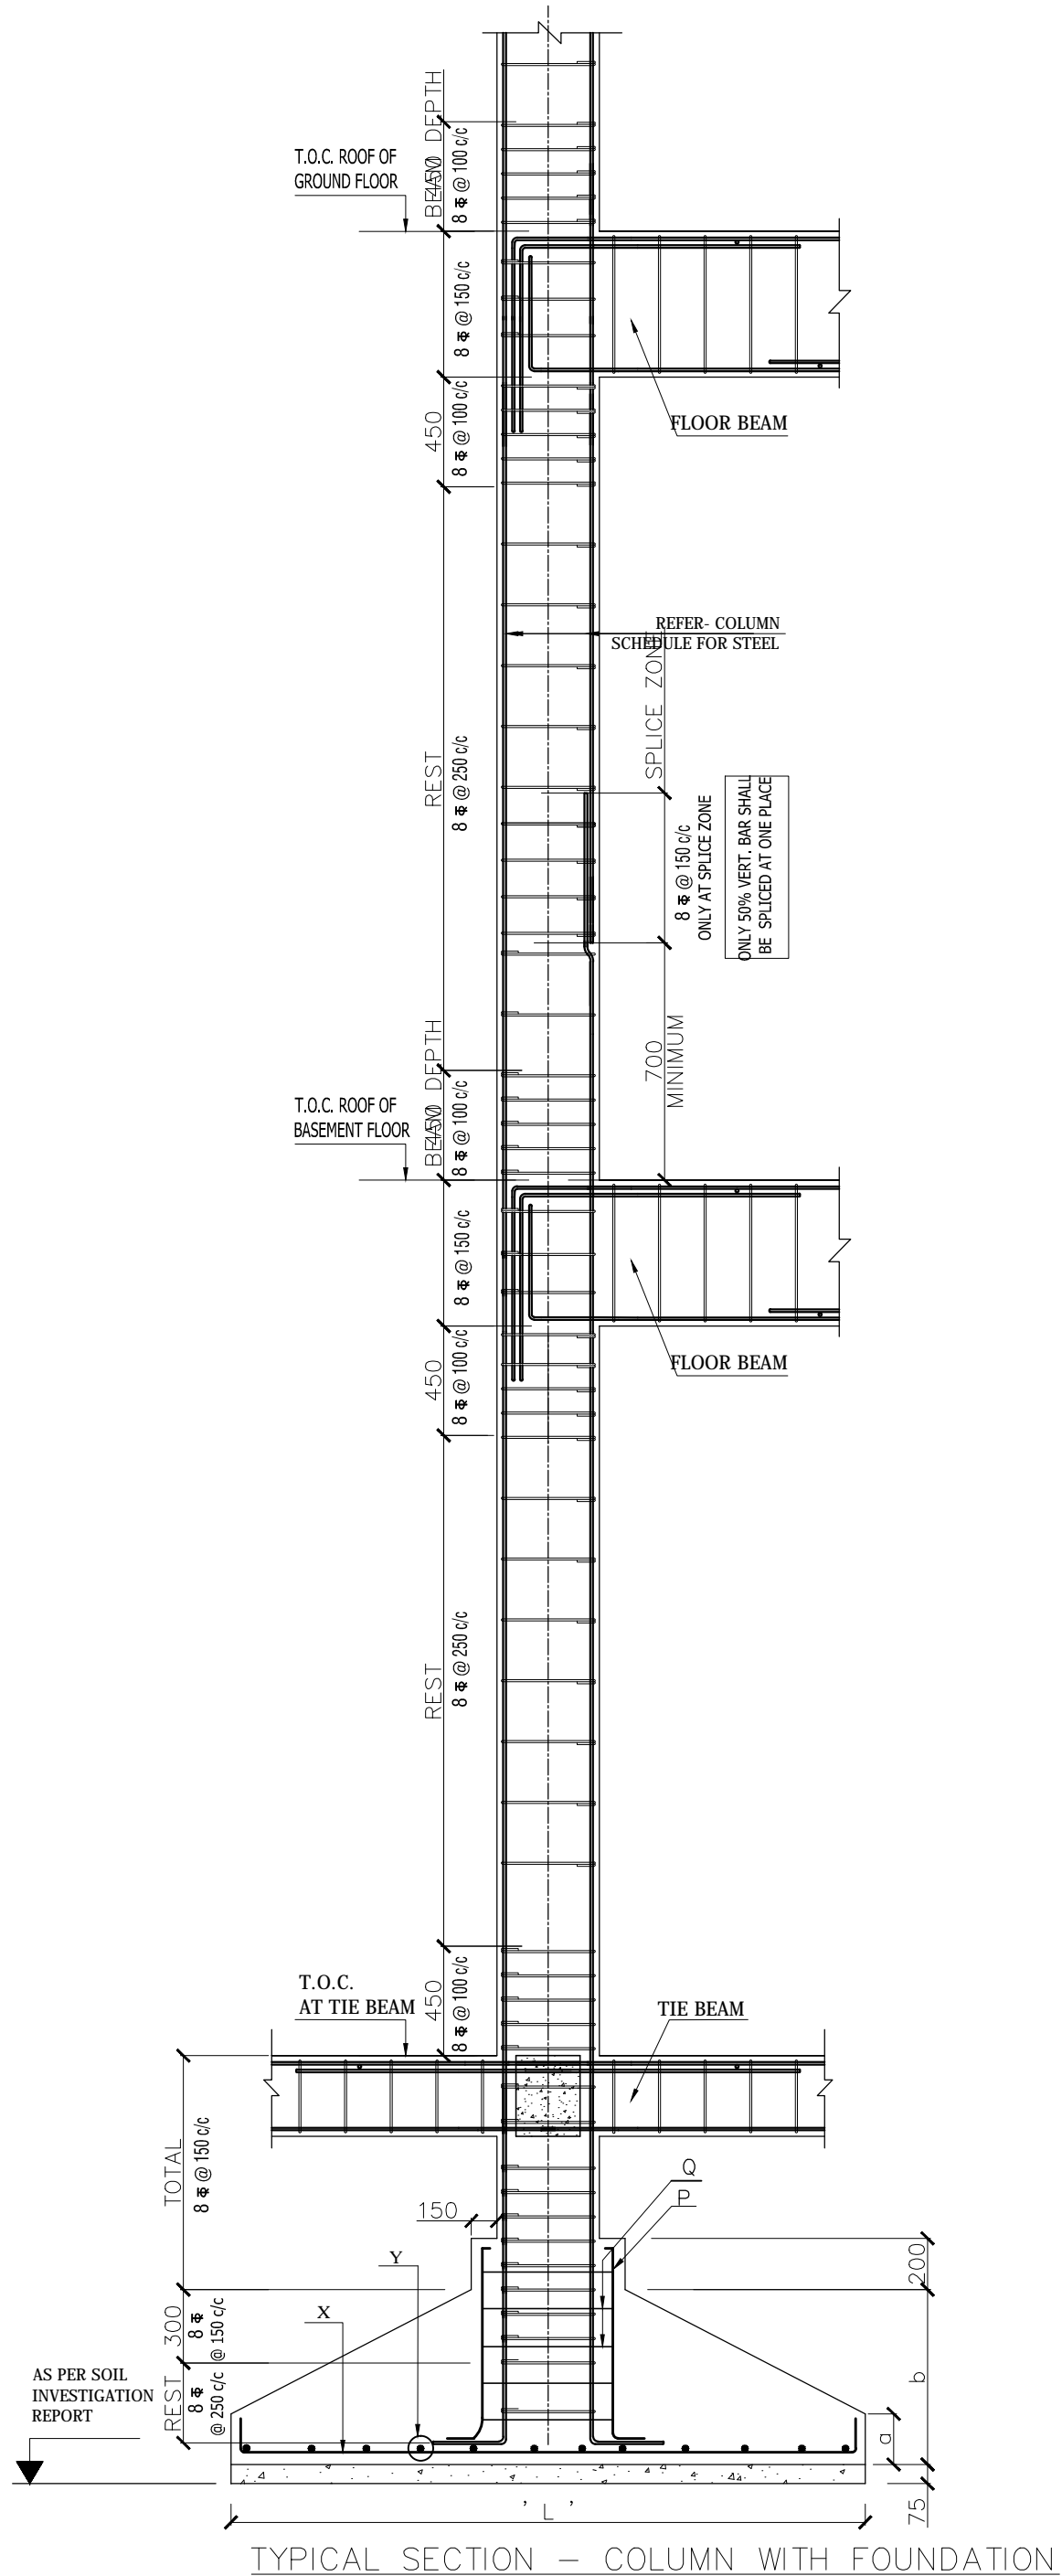 BEAM DEPTH
450
8 Φ @ 100 c/c
T.O.C. ROOF OF
GROUND FLOOR
8 Φ @ 150 c/c
450
8 Φ @ 100 c/c
FLOOR BEAM
REFER- COLUMN
SCHEDULE FOR STEEL
SPLICE ZONE
REST
8 Φ @ 250 c/c
8 Φ @ 150 c/c
ONLY AT SPLICE ZONE
ONLY 50% VERT. BAR SHALL
BE SPLICED AT ONE PLACE
700
MINIMUM
BEAM DEPTH
450
8 Φ @ 100 c/c
T.O.C. ROOF OF
BASEMENT FLOOR
8 Φ @ 150 c/c
450
8 Φ @ 100 c/c
FLOOR BEAM
REST
8 Φ @ 250 c/c
450
8 Φ @ 100 c/c
T.O.C.
AT TIE BEAM
TIE BEAM
TOTAL
8 Φ @ 150 c/c
Q
P
150
Y
X
200
300
8 Φ
@ 150 c/c
REST
8 Φ
@ 250 c/c
AS PER SOIL
INVESTIGATION
REPORT
b
a
75
' L '
TYPICAL SECTION – COLUMN WITH FOUNDATION